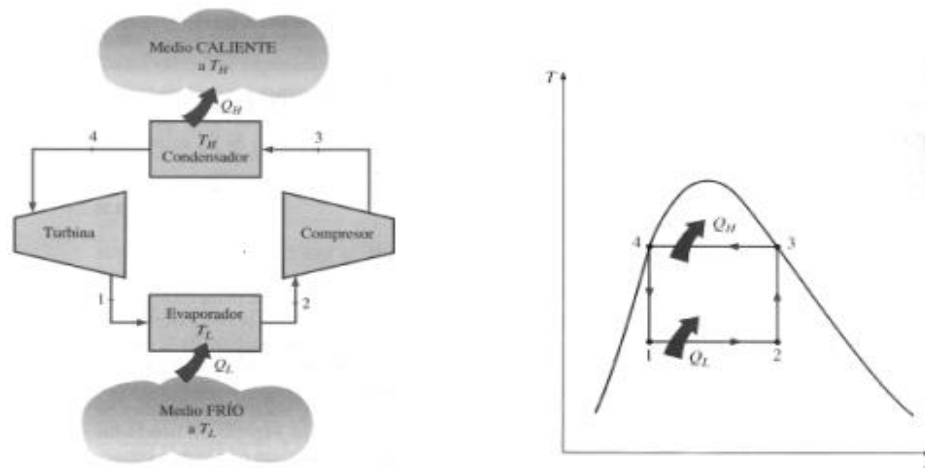 Medio CALIENTE
a T_H
Q_H
4
3
T_H
Condensador
Turbina
Compresor
1
2
Evaporador
T_L
Q_L
Medio FRÍO
a T_L
T
4
Q_H
3
1
Q_L
2